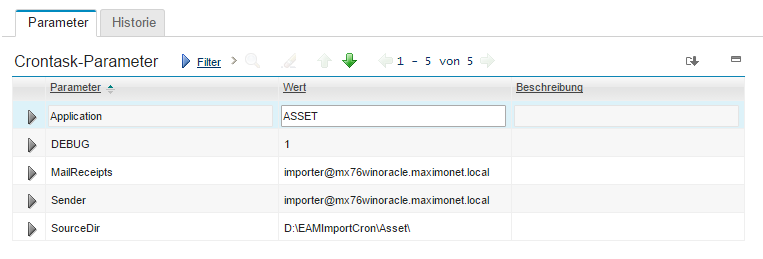 Parameter Historie
Crontask-Parameter Filter 1 - 5 von 5
Parameter Wert Beschreibung
Application ASSET
DEBUG 1
MailReceipts importer@mx76winoracle.maximonet.local
Sender importer@mx76winoracle.maximonet.local
SourceDir D:\EAMImportCron\Asset\